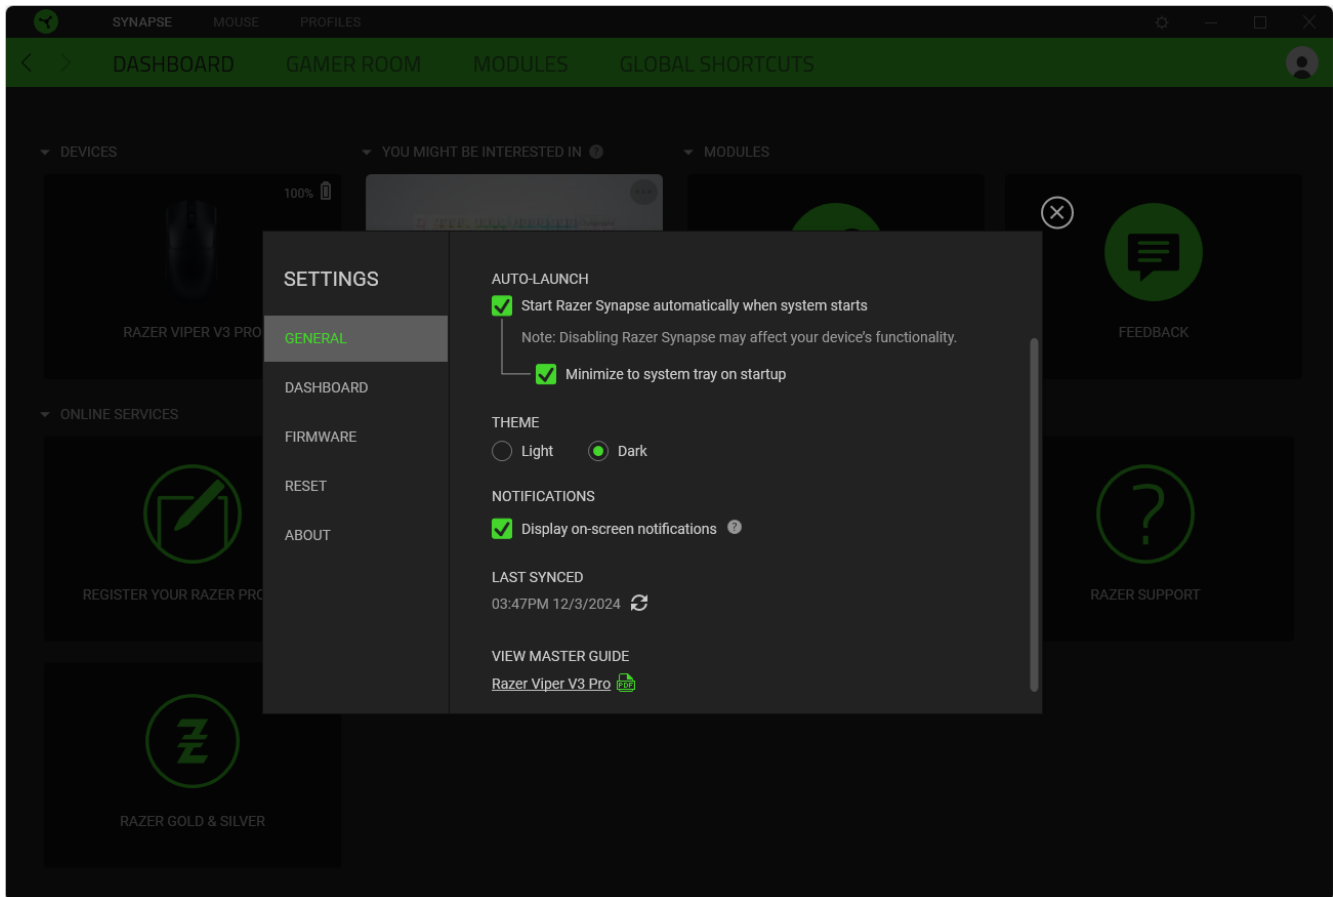 SYNAPSE MOUSE PROFILES
DASHBOARD GAMER ROOM MODULES GLOBAL SHORTCUTS
DEVICES
YOU MIGHT BE INTERESTED IN ?
MODULES
100%
RAZER VIPER V3 PRO
FEEDBACK
ONLINE SERVICES
REGISTER YOUR RAZER
RAZER SUPPORT
RAZER GOLD & SILVER
SETTINGS
GENERAL
DASHBOARD
FIRMWARE
RESET
ABOUT
AUTO-LAUNCH
Start Razer Synapse automatically when system starts
Note: Disabling Razer Synapse may affect your device's functionality.
Minimize to system tray on startup
THEME
Light Dark
NOTIFICATIONS
Display on-screen notifications ?
LAST SYNCED
03:47PM 12/3/2024
VIEW MASTER GUIDE
Razer Viper V3 Pro PDF